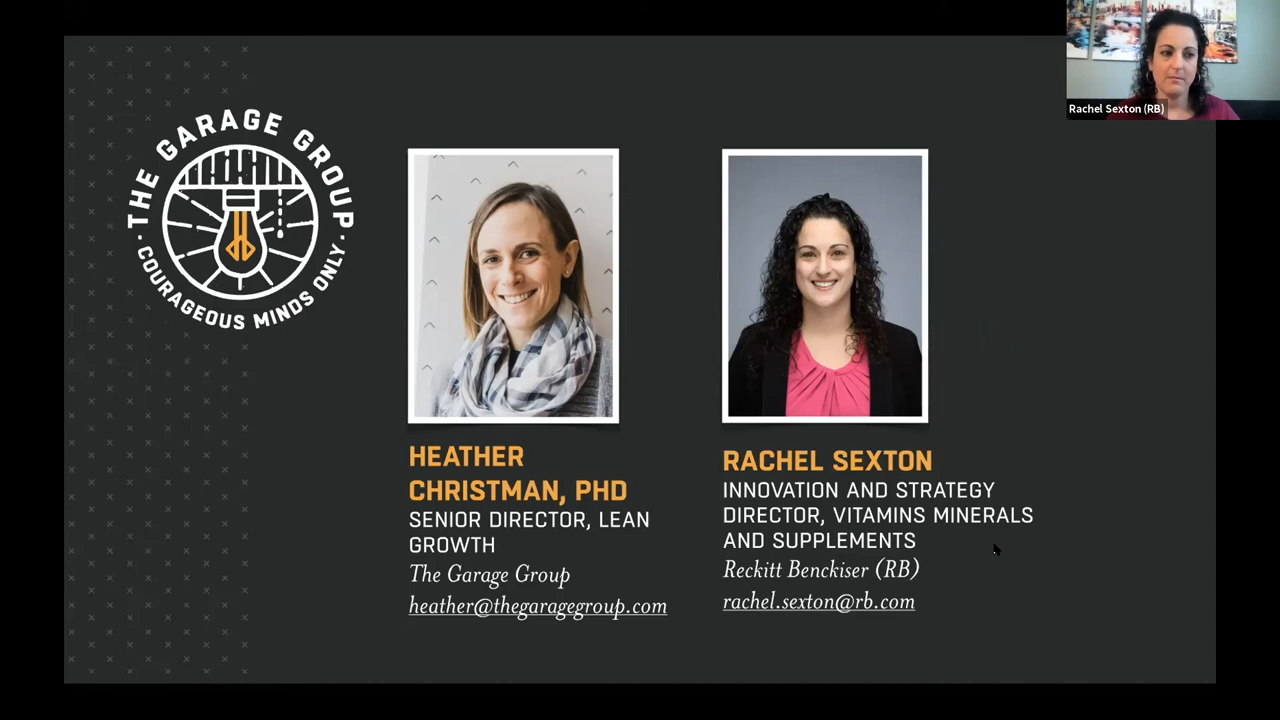 THE GARAGE GROUP
· COURAGEOUS MINDS ONLY ·
Rachel Sexton (RB)
HEATHER
CHRISTMAN, PHD
SENIOR DIRECTOR, LEAN
GROWTH
The Garage Group
heather@thegaragegroup.com
RACHEL SEXTON
INNOVATION AND STRATEGY
DIRECTOR, VITAMINS MINERALS
AND SUPPLEMENTS
Reckitt Benckiser (RB)
rachel.sexton@rb.com